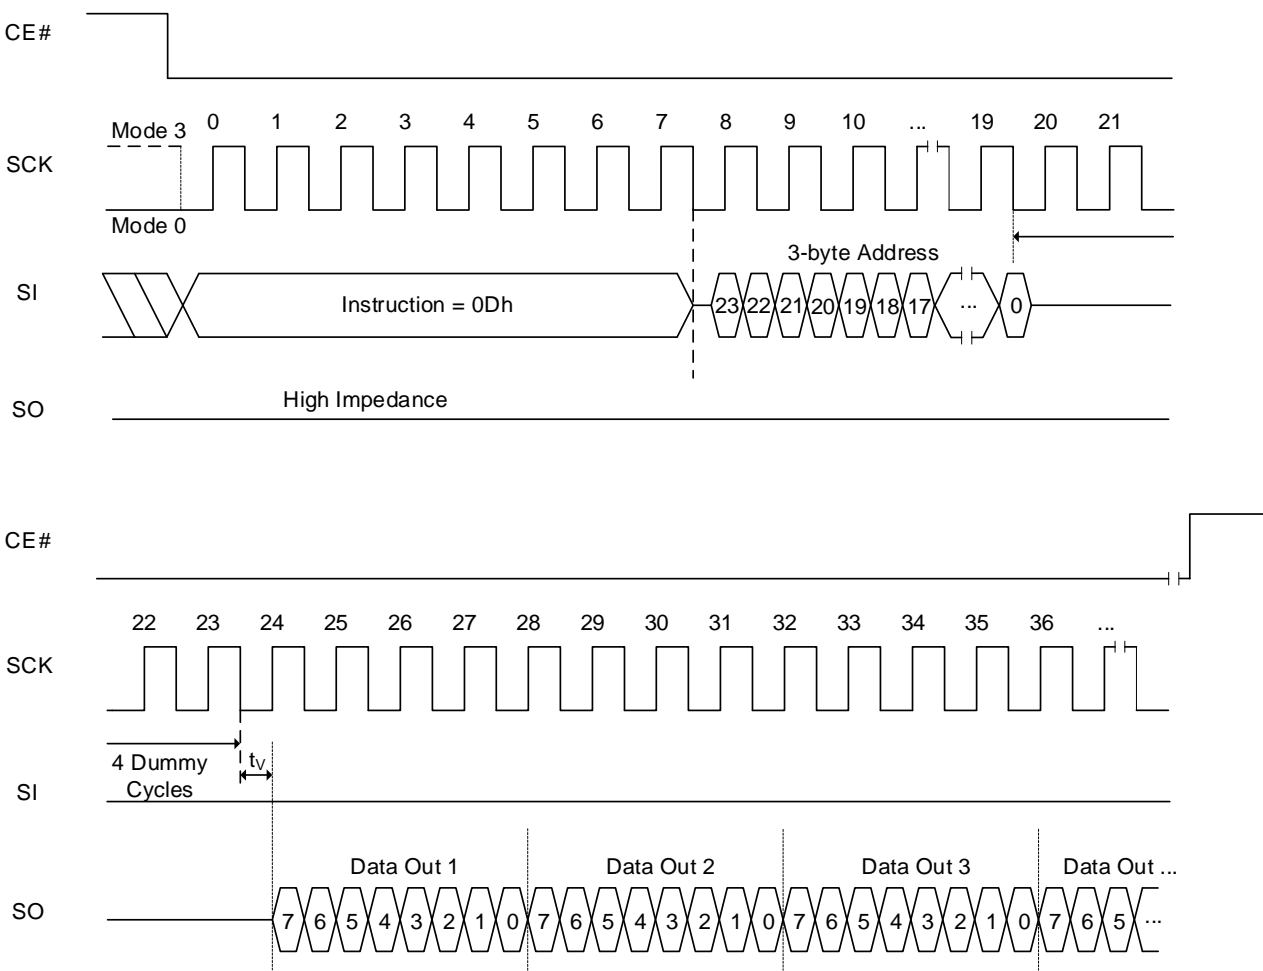 CE#
Mode 3 0 1 2 3 4 5 6 7 8 9 10 ... 19 20 21
SCK
Mode 0
3-byte Address
SI Instruction = 0Dh 23 22 21 20 19 18 17 ... 0
High Impedance
SO
CE#
22 23 24 25 26 27 28 29 30 31 32 33 34 35 36 ...
SCK
4 Dummy tV
Cycles
SI
Data Out 1 Data Out 2 Data Out 3 Data Out ...
SO 7 6 5 4 3 2 1 0 7 6 5 4 3 2 1 0 7 6 5 4 3 2 1 0 7 6 5 ...